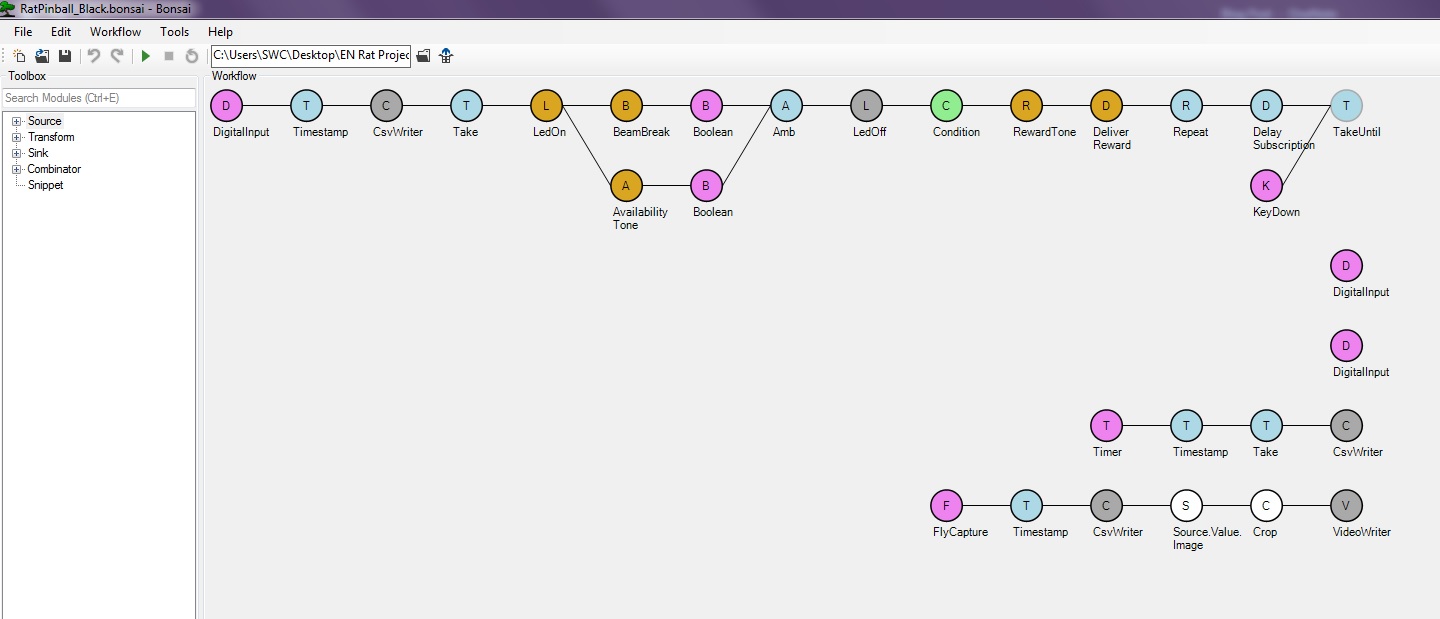 RatPinball_Black.bonsai - Bonsai
File Edit Workflow Tools Help
C:\Users\SWC\Desktop\EN Rat Projec
Toolbox
Workflow
Search Modules (Ctrl+E)
Source
Transform
Sink
Combinator
Snippet
D T C T L B B A L C R D R D T
DigitalInput Timestamp CsvWriter Take LedOn BeamBreak Boolean Amb LedOff Condition RewardTone Deliver Repeat Delay TakeUntil
Reward Subscription
A B K
Availability Boolean KeyDown
Tone
D
DigitalInput
D
DigitalInput
T T T C
Timer Timestamp Take CsvWriter
F T C S C V
FlyCapture Timestamp CsvWriter Source.Value. Crop VideoWriter
Image